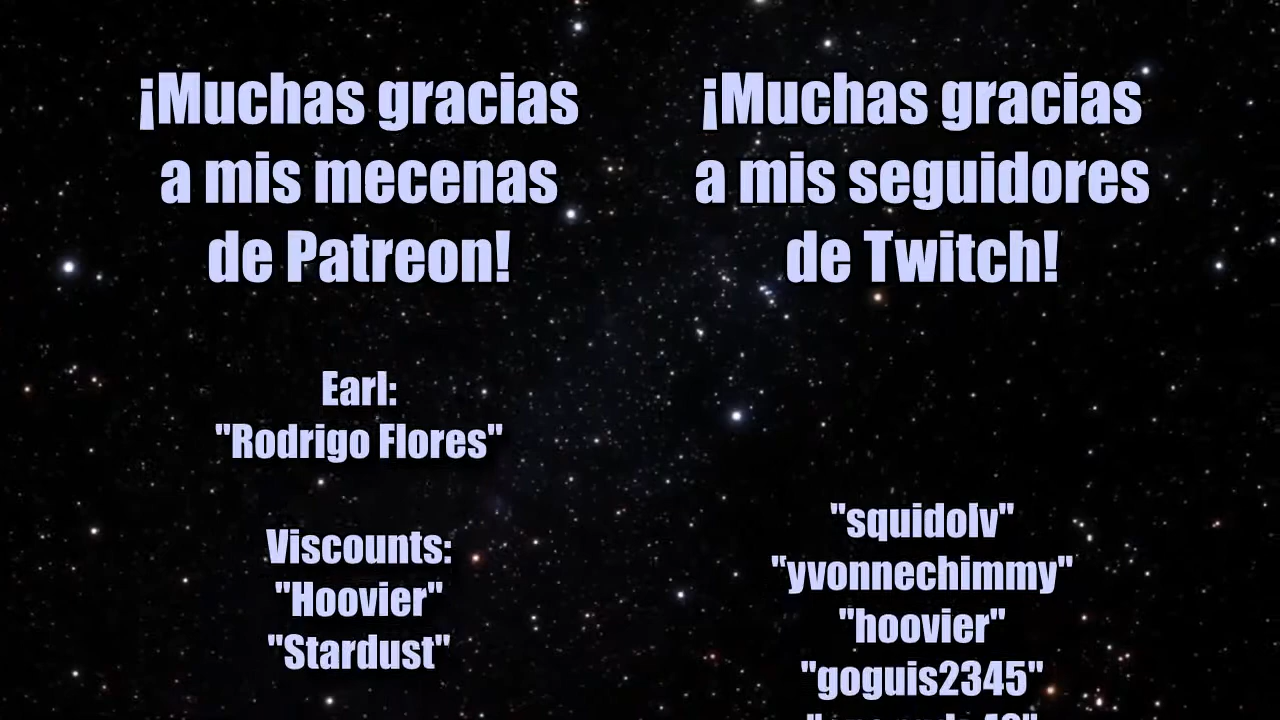 ¡Muchas gracias
a mis mecenas
de Patreon!
Earl:
"Rodrigo Flores"
Viscounts:
"Hoovier"
"Stardust"
¡Muchas gracias
a mis seguidores
de Twitch!
"squidolv"
"yvonnechimmy"
"hoovier"
"goguis2345"